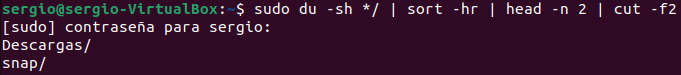 sergio@sergio-VirtualBox:~$ sudo du -sh */ | sort -hr | head -n 2 | cut -f2
[sudo] contraseña para sergio:
Descargas/
snap/